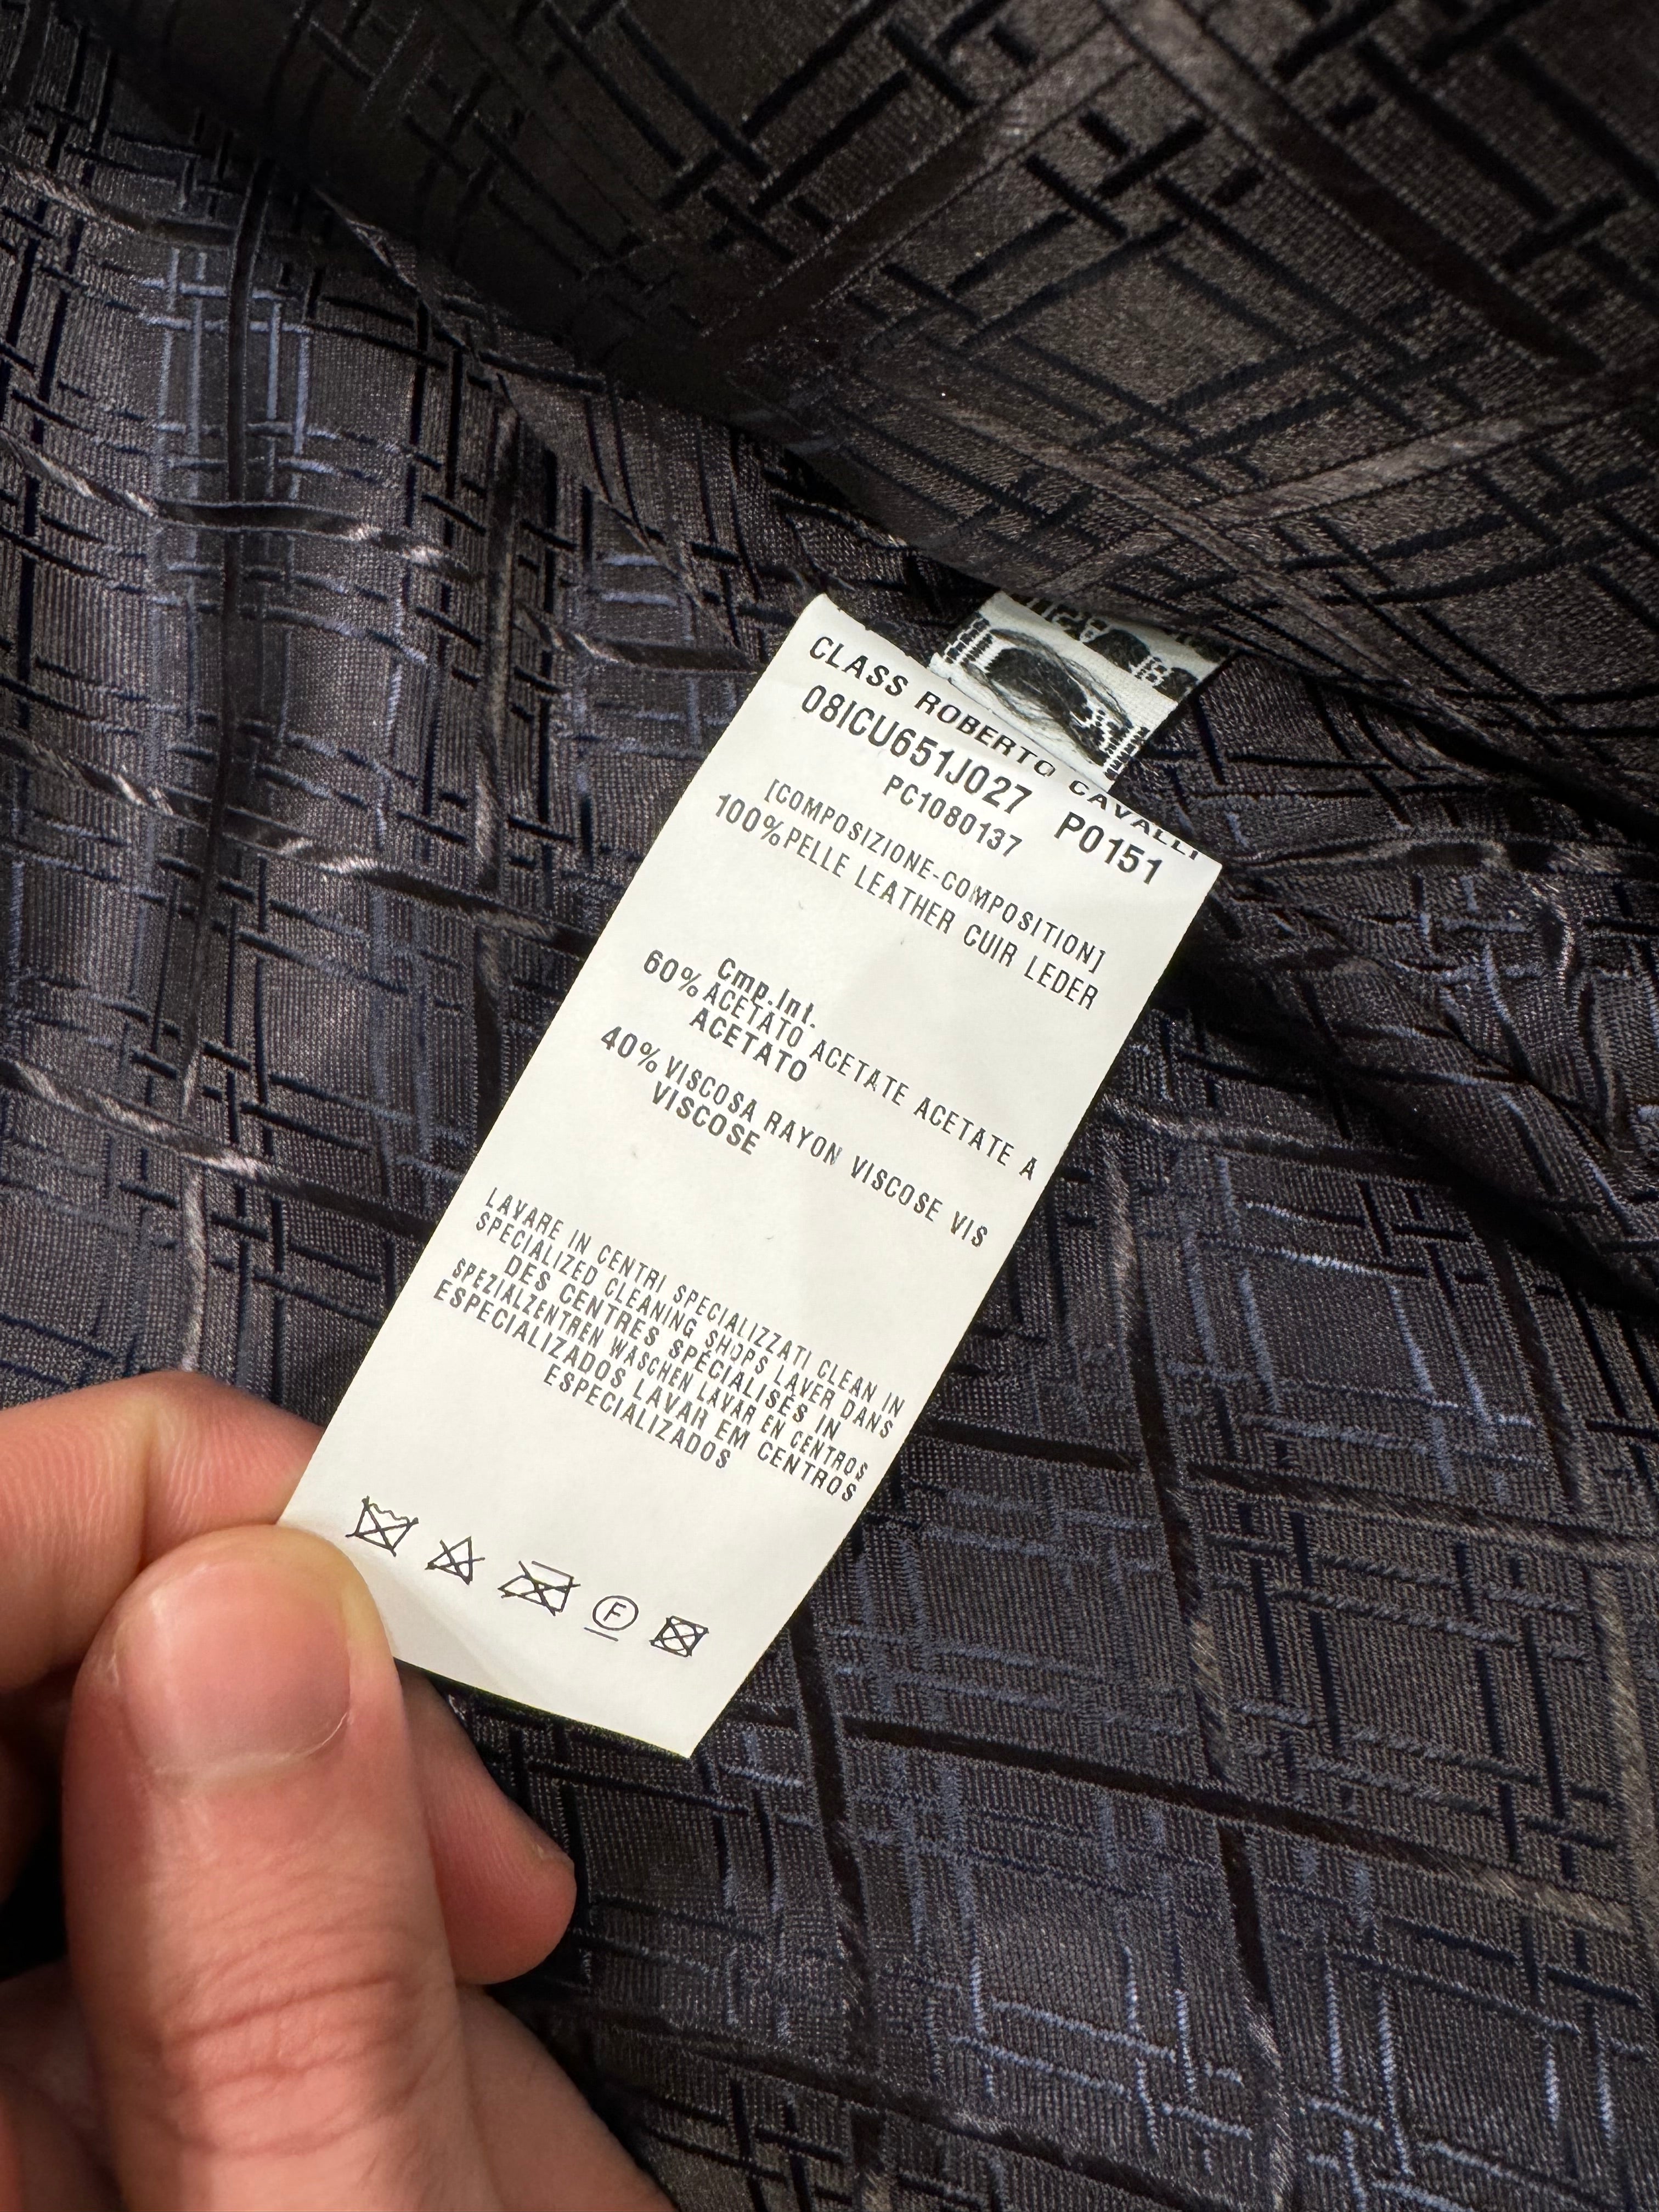 CLASS ROBERTO CAVALLI
08ICU651J027 P0151
PC1080137
[COMPOSIZIONE-COMPOSITION]
100%PELLE LEATHER CUIR LEDER
Cmp.Int.
60%ACETATO ACETATE ACETATE A
ACETATO
40%VISCOSA RAYON VISCOSE VIS
VISCOSE
LAVARE IN CENTRI SPECIALIZZATI CLEAN IN
SPECIALIZED CLEANING SHOPS LAVER DANS
DES CENTRES SPÉCIALISÉS IN
SPEZIALZENTREN WASCHEN LAVAR EN CENTROS
ESPECIALIZADOS LAVAR EM CENTROS
ESPECIALIZADOS
F